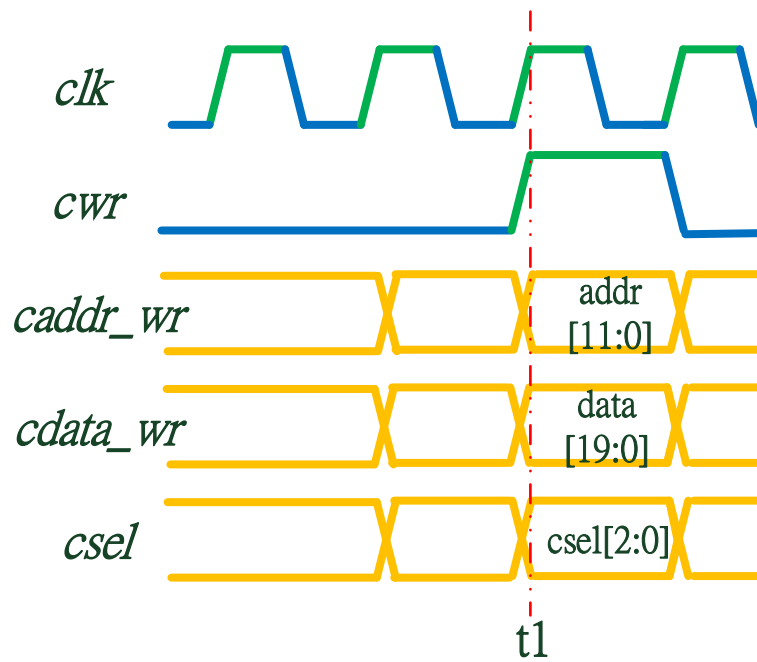 clk
cwr
caddr_wr
addr
[11:0]
cdata_wr
data
[19:0]
csel
csel[2:0]
t1